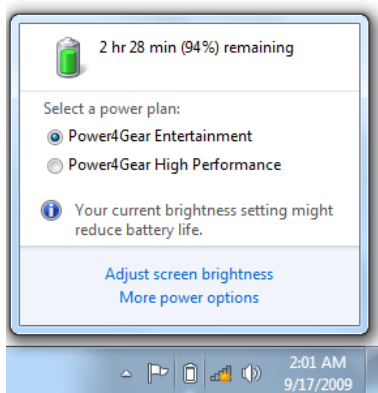 2 hr 28 min (94%) remaining
Select a power plan:
Power4Gear Entertainment
Power4Gear High Performance
Your current brightness setting might
reduce battery life.
Adjust screen brightness
More power options
2:01 AM
9/17/2009